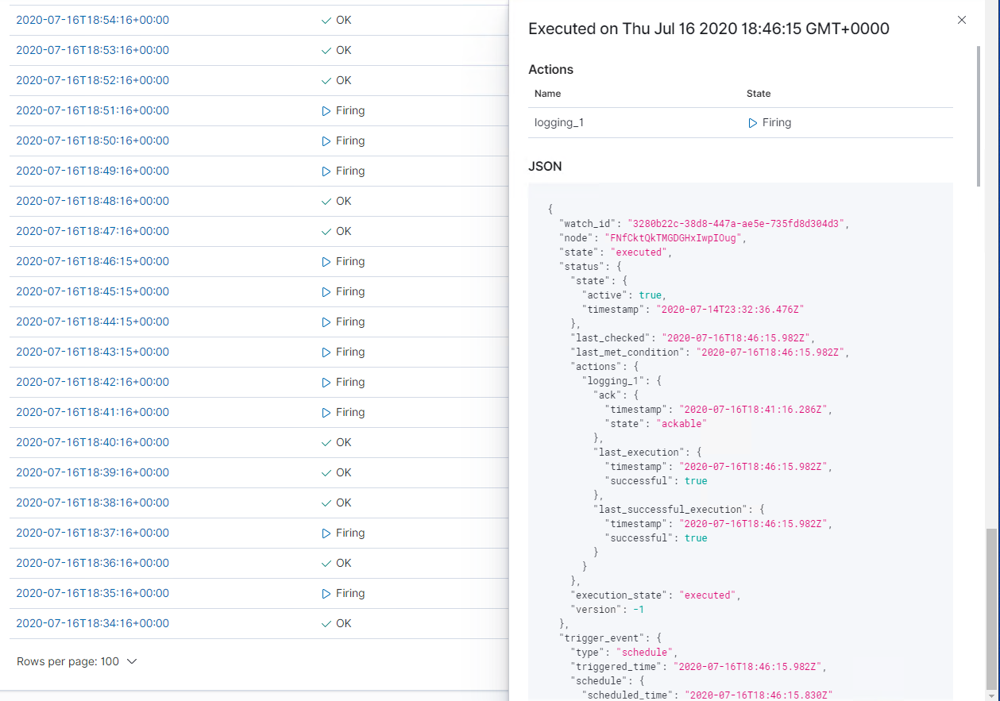 2020-07-16T18:54:16+00:00 OK
2020-07-16T18:53:16+00:00 OK
2020-07-16T18:52:16+00:00 OK
2020-07-16T18:51:16+00:00 Firing
2020-07-16T18:50:16+00:00 Firing
2020-07-16T18:49:16+00:00 Firing
2020-07-16T18:48:16+00:00 OK
2020-07-16T18:47:16+00:00 OK
2020-07-16T18:46:15+00:00 Firing
2020-07-16T18:45:15+00:00 Firing
2020-07-16T18:44:15+00:00 Firing
2020-07-16T18:43:15+00:00 Firing
2020-07-16T18:42:16+00:00 Firing
2020-07-16T18:41:16+00:00 Firing
2020-07-16T18:40:16+00:00 OK
2020-07-16T18:39:16+00:00 OK
2020-07-16T18:38:16+00:00 OK
2020-07-16T18:37:16+00:00 Firing
2020-07-16T18:36:16+00:00 OK
2020-07-16T18:35:16+00:00 Firing
2020-07-16T18:34:16+00:00 OK
Rows per page: 100
Executed on Thu Jul 16 2020 18:46:15 GMT+0000
Actions
Name State
logging_1 Firing
JSON
{
"watch_id": "3280b22c-38d8-447a-ae5e-735fd8d304d3",
"node": "FNfCktQkTMGDGHxIwpIOug",
"state": "executed",
"status": {
"state": {
"active": true,
"timestamp": "2020-07-14T23:32:36.476Z"
},
"last_checked": "2020-07-16T18:46:15.982Z",
"last_met_condition": "2020-07-16T18:46:15.982Z",
"actions": {
"logging_1": {
"ack": {
"timestamp": "2020-07-16T18:41:16.286Z",
"state": "ackable"
},
"last_execution": {
"timestamp": "2020-07-16T18:46:15.982Z",
"successful": true
},
"last_successful_execution": {
"timestamp": "2020-07-16T18:46:15.982Z",
"successful": true
}
}
},
"execution_state": "executed",
"version": -1
},
"trigger_event": {
"type": "schedule",
"triggered_time": "2020-07-16T18:46:15.982Z",
"schedule": {
"scheduled_time": "2020-07-16T18:46:15.830Z"